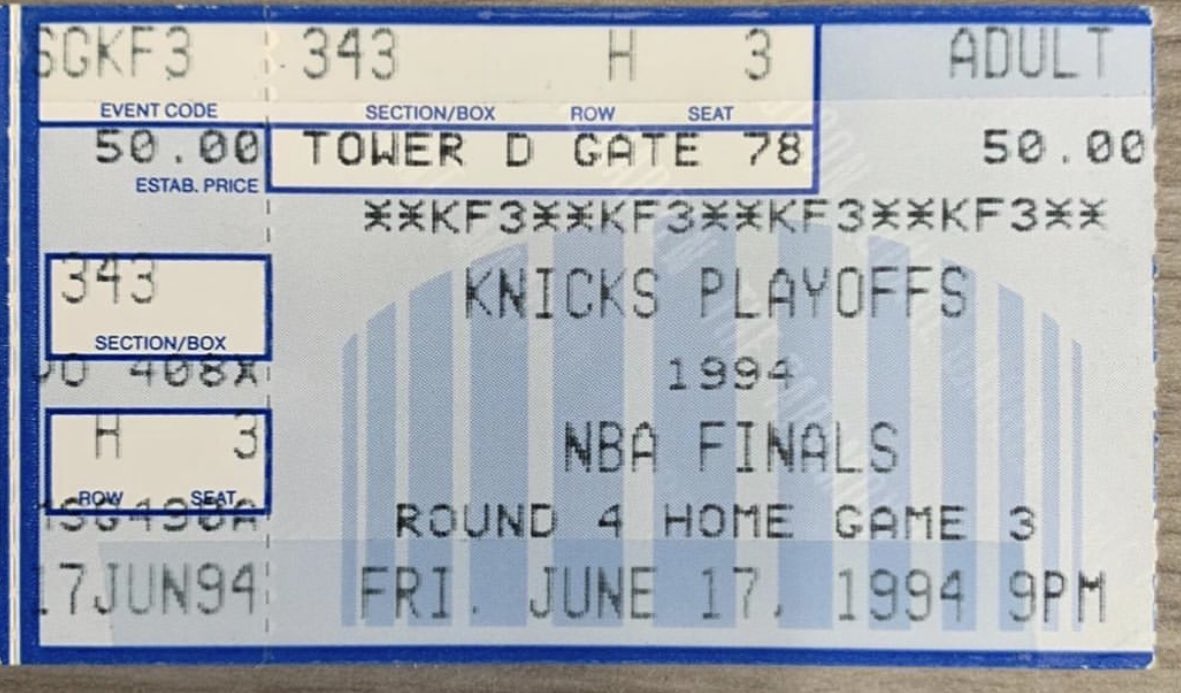 SGKF3 343 H 3 ADULT
EVENT CODE SECTION/BOX ROW SEAT
50.00 TOWER D GATE 78 50.00
ESTAB. PRICE
**KF3**KF3**KF3**KF3**
343 KNICKS PLAYOFFS
SECTION/BOX
408X 1994
H 3 NBA FINALS
ROW SEAT
ROUND 4 HOME GAME 3
17JUN94 FRI. JUNE 17, 1994 9PM